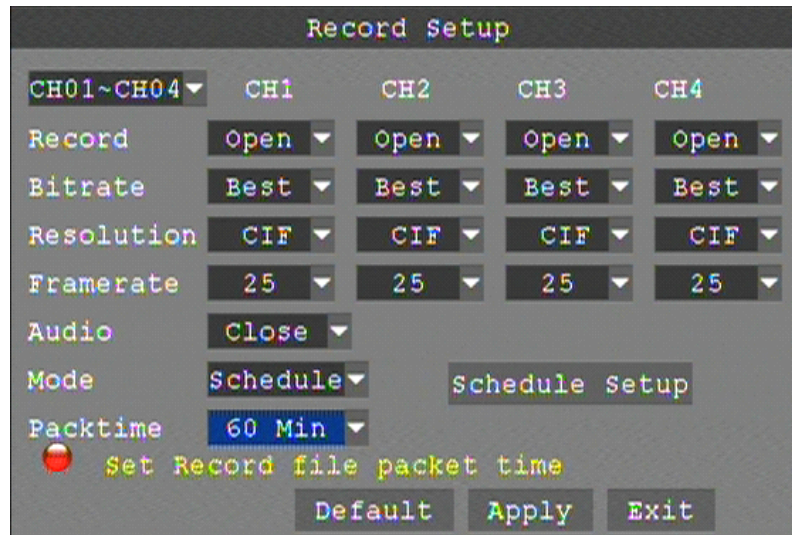 Record Setup
CH01~CH04 CH1 CH2 CH3 CH4
Record Open Open Open Open
Bitrate Best Best Best Best
Resolution CIF CIF CIF CIF
Framerate 25 25 25 25
Audio Close
Mode Schedule Schedule Setup
Packtime 60 Min
Set Record file packet time
Default Apply Exit